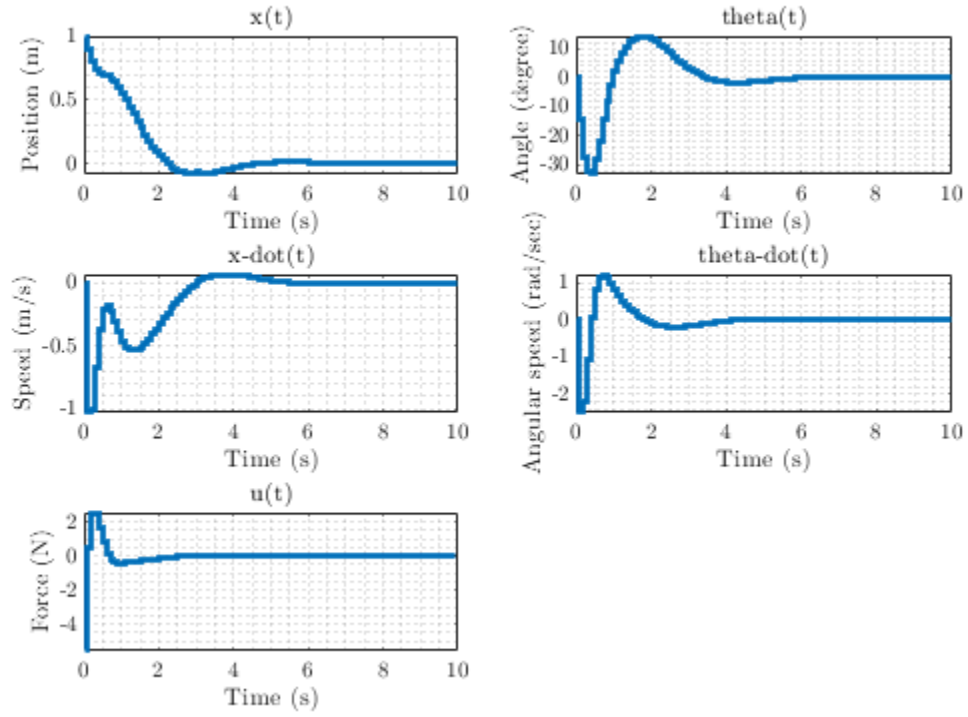 x(t)
Position (m)
1
0.5
0
0 2 4 6 8 10
Time (s)
theta(t)
Angle (degree)
10
0
-10
-20
-30
0 2 4 6 8 10
Time (s)
x-dot(t)
Speed (m/s)
0
-0.5
-1
0 2 4 6 8 10
Time (s)
theta-dot(t)
Angular speed (rad/sec)
1
0
-1
-2
0 2 4 6 8 10
Time (s)
u(t)
Force (N)
2
0
-2
-4
0 2 4 6 8 10
Time (s)